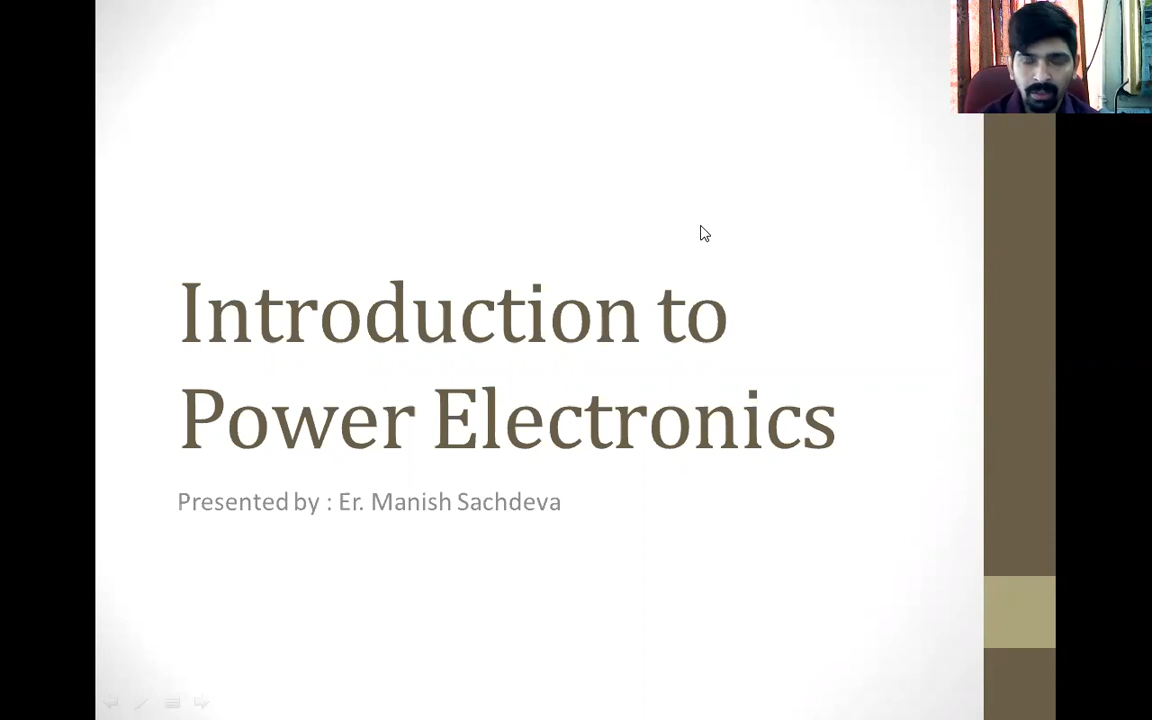 Introduction to
Power Electronics
Presented by : Er. Manish Sachdeva